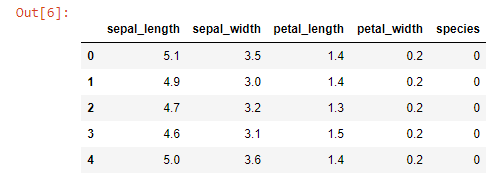 Out[6]:
sepal_length sepal_width petal_length petal_width species
0 5.1 3.5 1.4 0.2 0
1 4.9 3.0 1.4 0.2 0
2 4.7 3.2 1.3 0.2 0
3 4.6 3.1 1.5 0.2 0
4 5.0 3.6 1.4 0.2 0